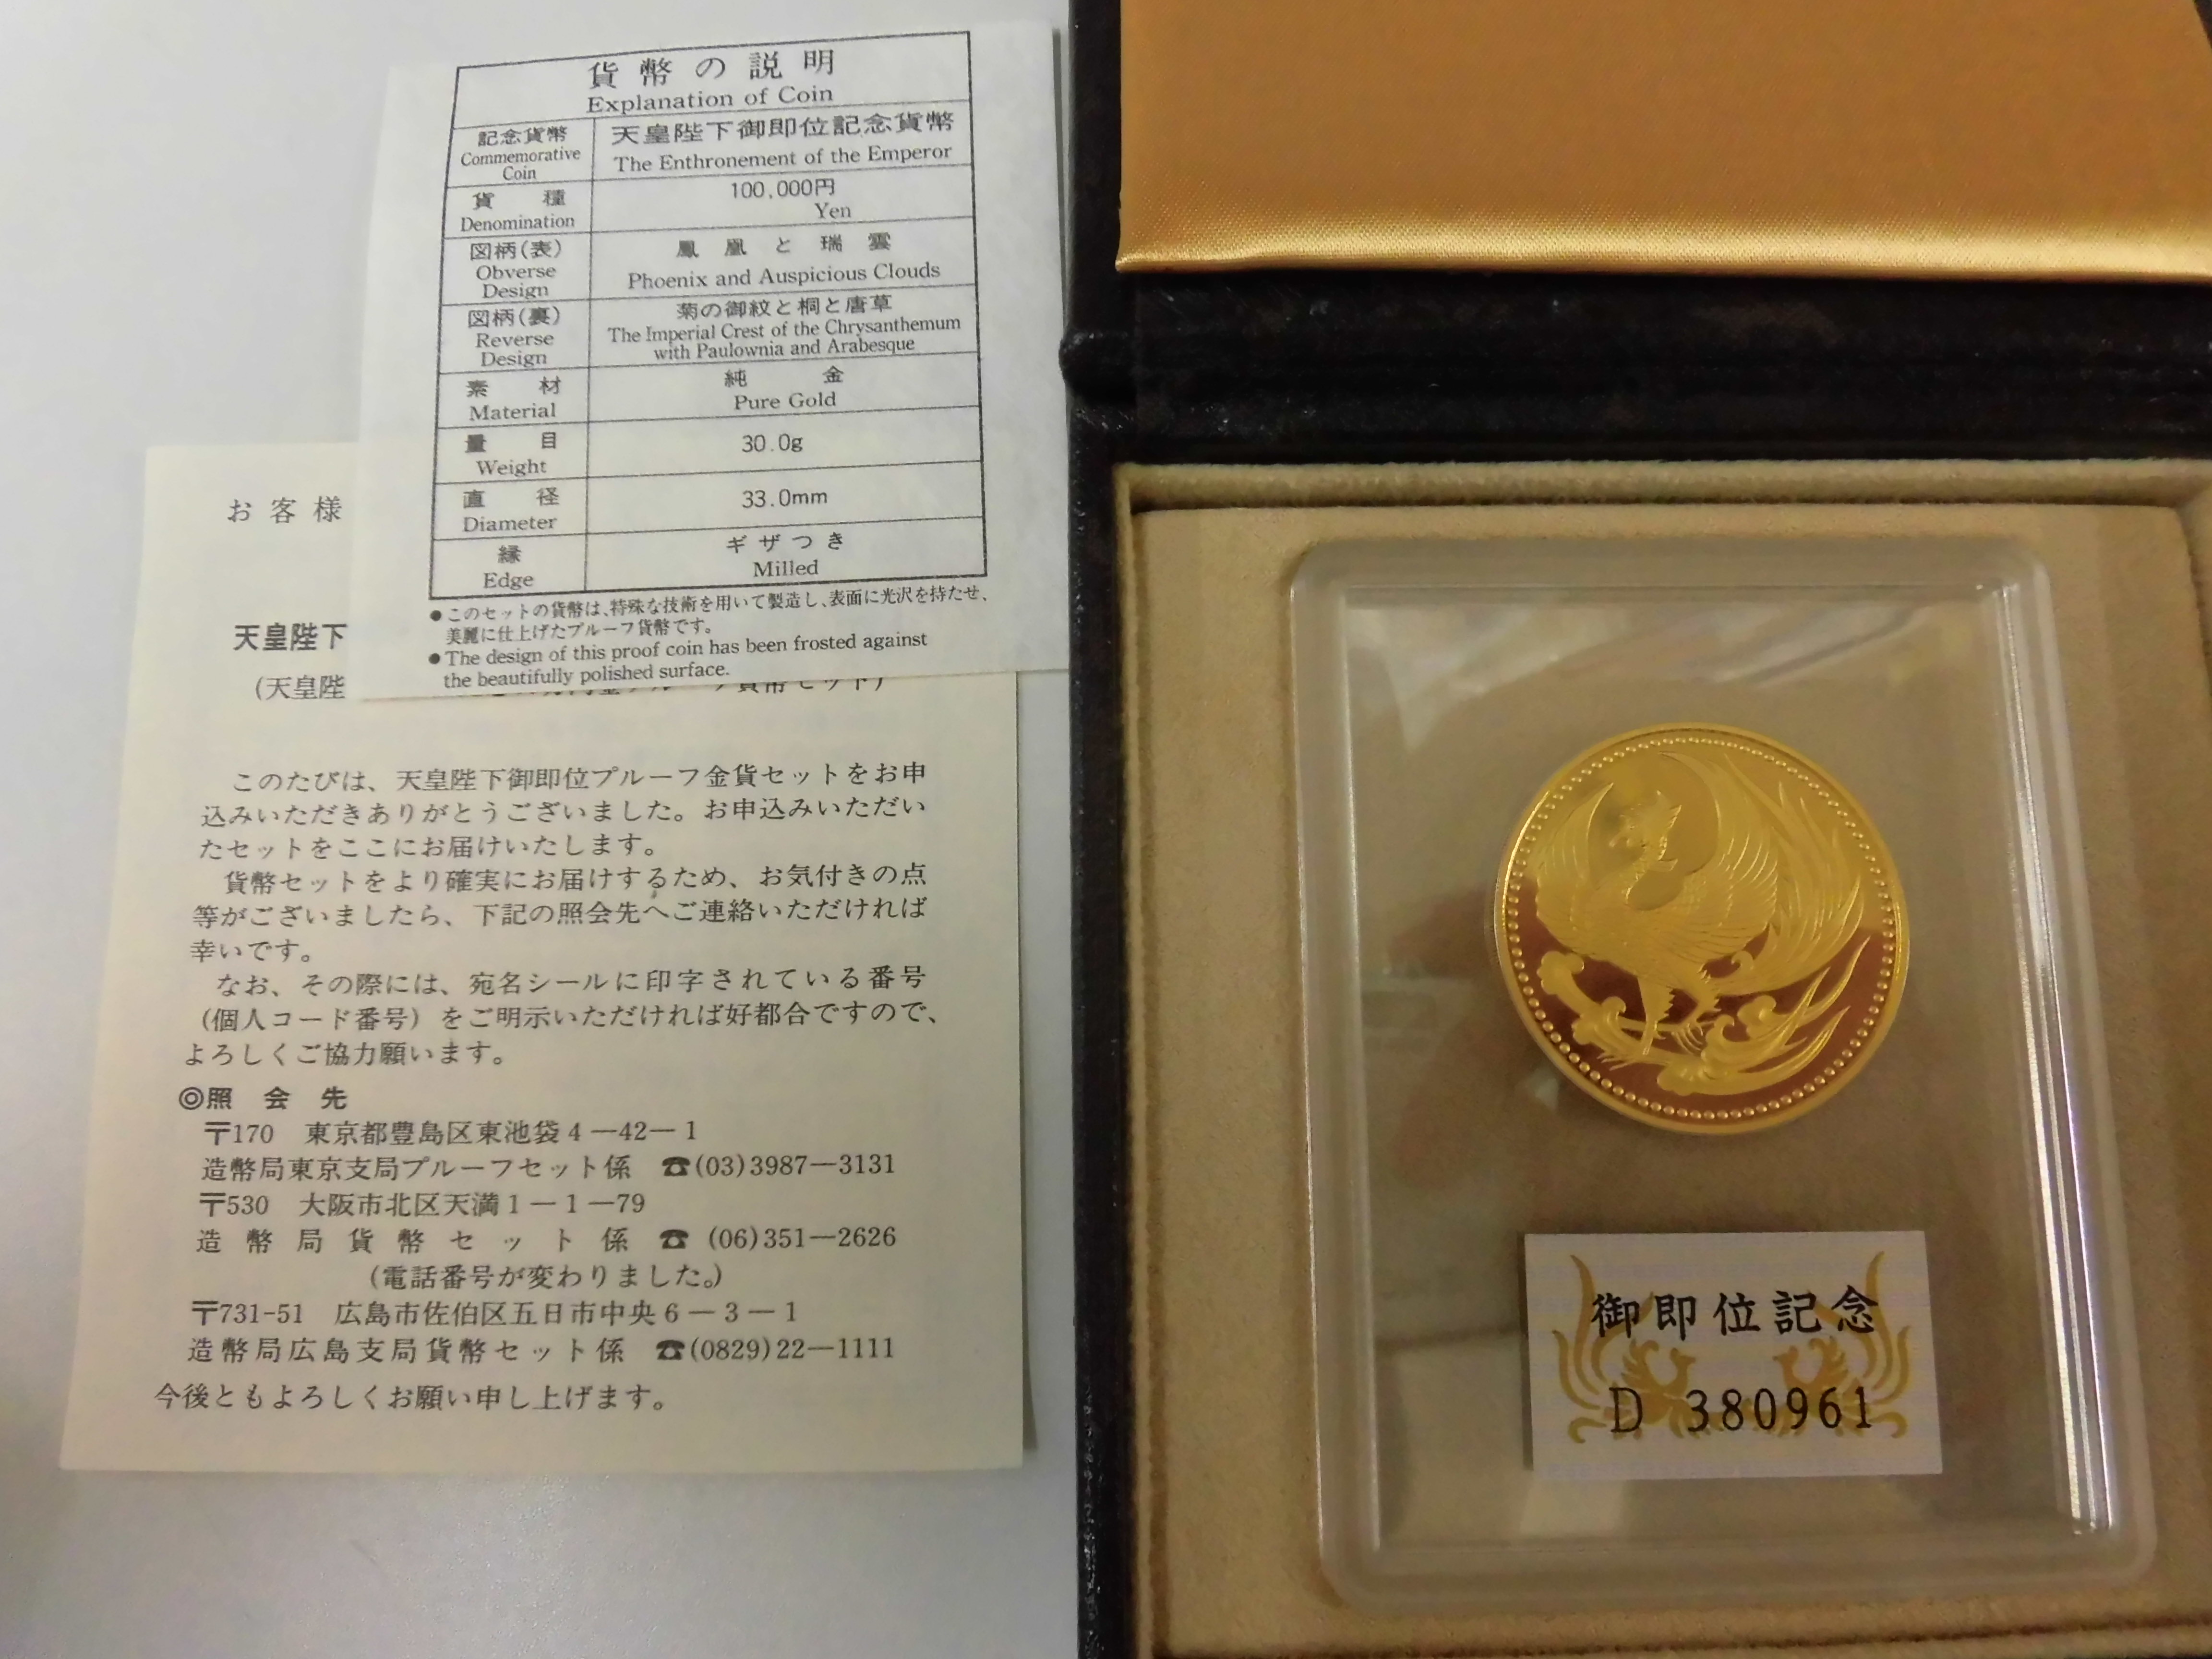 貨幣の説明
Explanation of Coin
記念貨幣
Commemorative
Coin
天皇陛下御即位記念貨幣
The Enthronement of the Emperor
貨種
Denomination
100,000円
Yen
図柄(表)
Obverse
Design
鳳凰と瑞雲
Phoenix and Auspicious Clouds
図柄(裏)
Reverse
Design
菊の御紋と桐と唐草
The Imperial Crest of the Chrysanthemum
with Paulownia and Arabesque
素材
Material
純金
Pure Gold
量目
Weight
30.0g
直径
Diameter
33.0mm
縁
Edge
ギザつき
Milled
●このセットの貨幣は、特殊な技術を用いて製造し、表面に光沢を持たせ、
美麗に仕上げたプルーフ貨幣です。
●The design of this proof coin has been frosted against
the beautifully polished surface.
お客様
天皇陛下
(天皇陛
このたびは、天皇陛下御即位プルーフ金貨セットをお申
込みいただきありがとうございました。お申込みいただい
たセットをここにお届けいたします。
貨幣セットをより確実にお届けするため、お気付きの点
等がございましたら、下記の照会先へご連絡いただければ
幸いです。
なお、その際には、宛名シールに印字されている番号
(個人コード番号)をご明示いただければ好都合ですので、
よろしくご協力願います。
◎照会先
〒170 東京都豊島区東池袋4―42―1
造幣局東京支局プルーフセット係 ☎(03)3987―3131
〒530 大阪市北区天満1―1―79
造幣局貨幣セット係 ☎(06)351―2626
(電話番号が変わりました。)
〒731-51 広島市佐伯区五日市中央6―3―1
造幣局広島支局貨幣セット係 ☎(0829)22―1111
今後ともよろしくお願い申し上げます。
御即位記念
D 380961